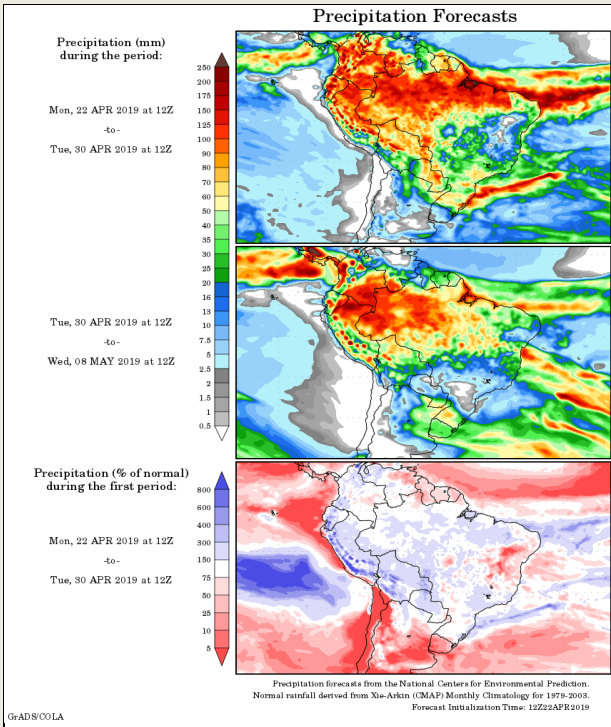 Precipitation Forecasts
Precipitation (mm)
during the period:
Mon, 22 APR 2019 at 12Z
-to-
Tue, 30 APR 2019 at 12Z
250
200
175
150
125
100
90
80
70
60
50
40
35
30
25
20
16
13
10
7.5
5
2.5
2
1.5
1
0.5
Tue, 30 APR 2019 at 12Z
-to-
Wed, 08 MAY 2019 at 12Z
Precipitation (% of normal)
during the first period:
Mon, 22 APR 2019 at 12Z
-to-
Tue, 30 APR 2019 at 12Z
800
600
400
300
150
75
50
25
10
5
Precipitation forecasts from the National Centers for Environmental Prediction.
Normal rainfall derived from Xie-Arkin (CMAP) Monthly Climatology for 1979-2003.
Forecast Initialization Time: 12Z22APR2019
GrADS/COLA